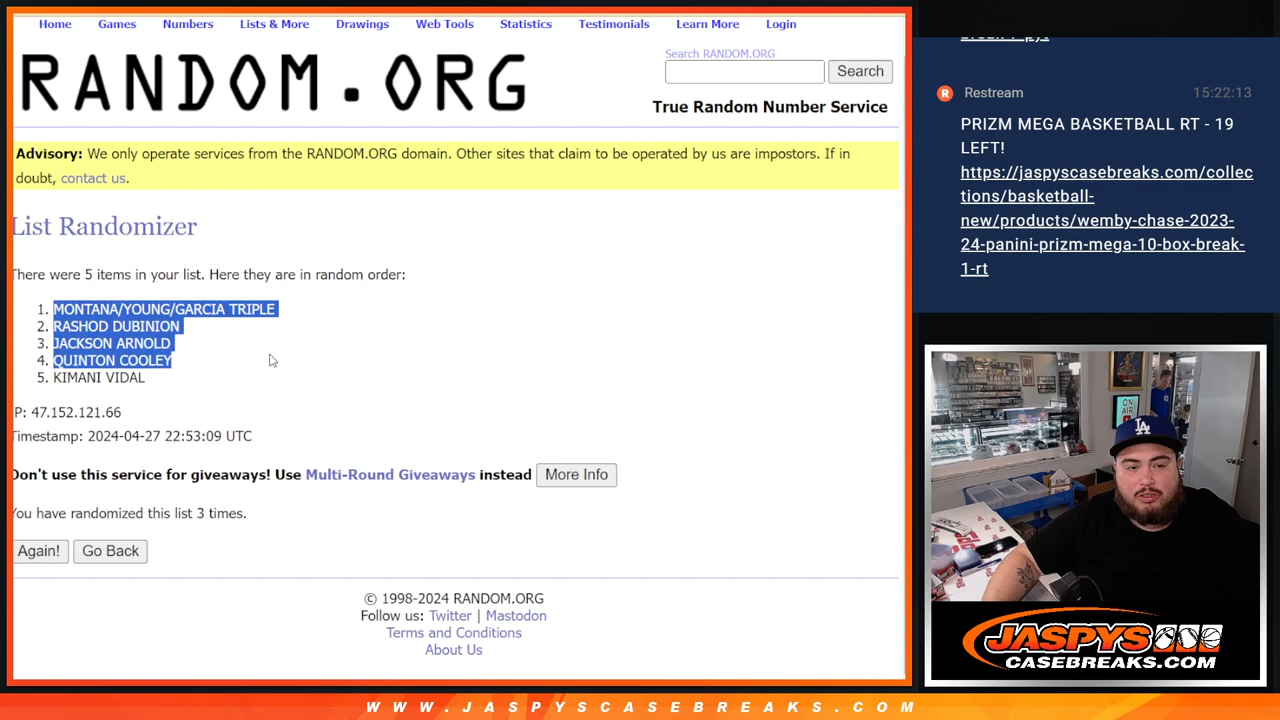 Home Games Numbers Lists & More Drawings Web Tools Statistics Testimonials Learn More Login
RANDOM.ORG
Search RANDOM.ORG
Search
True Random Number Service
Advisory: We only operate services from the RANDOM.ORG domain. Other sites that claim to be operated by us are impostors. If in
doubt, contact us.
List Randomizer
There were 5 items in your list. Here they are in random order:
1. MONTANA/YOUNG/GARCIA TRIPLE
2. RASHOD DUBINION
3. JACKSON ARNOLD
4. QUINTON COOLEY
5. KIMANI VIDAL
P: 47.152.121.66
Timestamp: 2024-04-27 22:53:09 UTC
Don't use this service for giveaways! Use Multi-Round Giveaways instead More Info
You have randomized this list 3 times.
Again! Go Back
© 1998-2024 RANDOM.ORG
Follow us: Twitter | Mastodon
Terms and Conditions
About Us
Restream 15:22:13
PRIZM MEGA BASKETBALL RT - 19
LEFT!
https://jaspyscasebreaks.com/collec
tions/basketball-
new/products/wemby-chase-2023-
24-panini-prizm-mega-10-box-break-
1-rt
ON
AIR
LA
JASPYS
CASEBREAKS.COM
WWW.JASPYSCASEBREAKS.COM